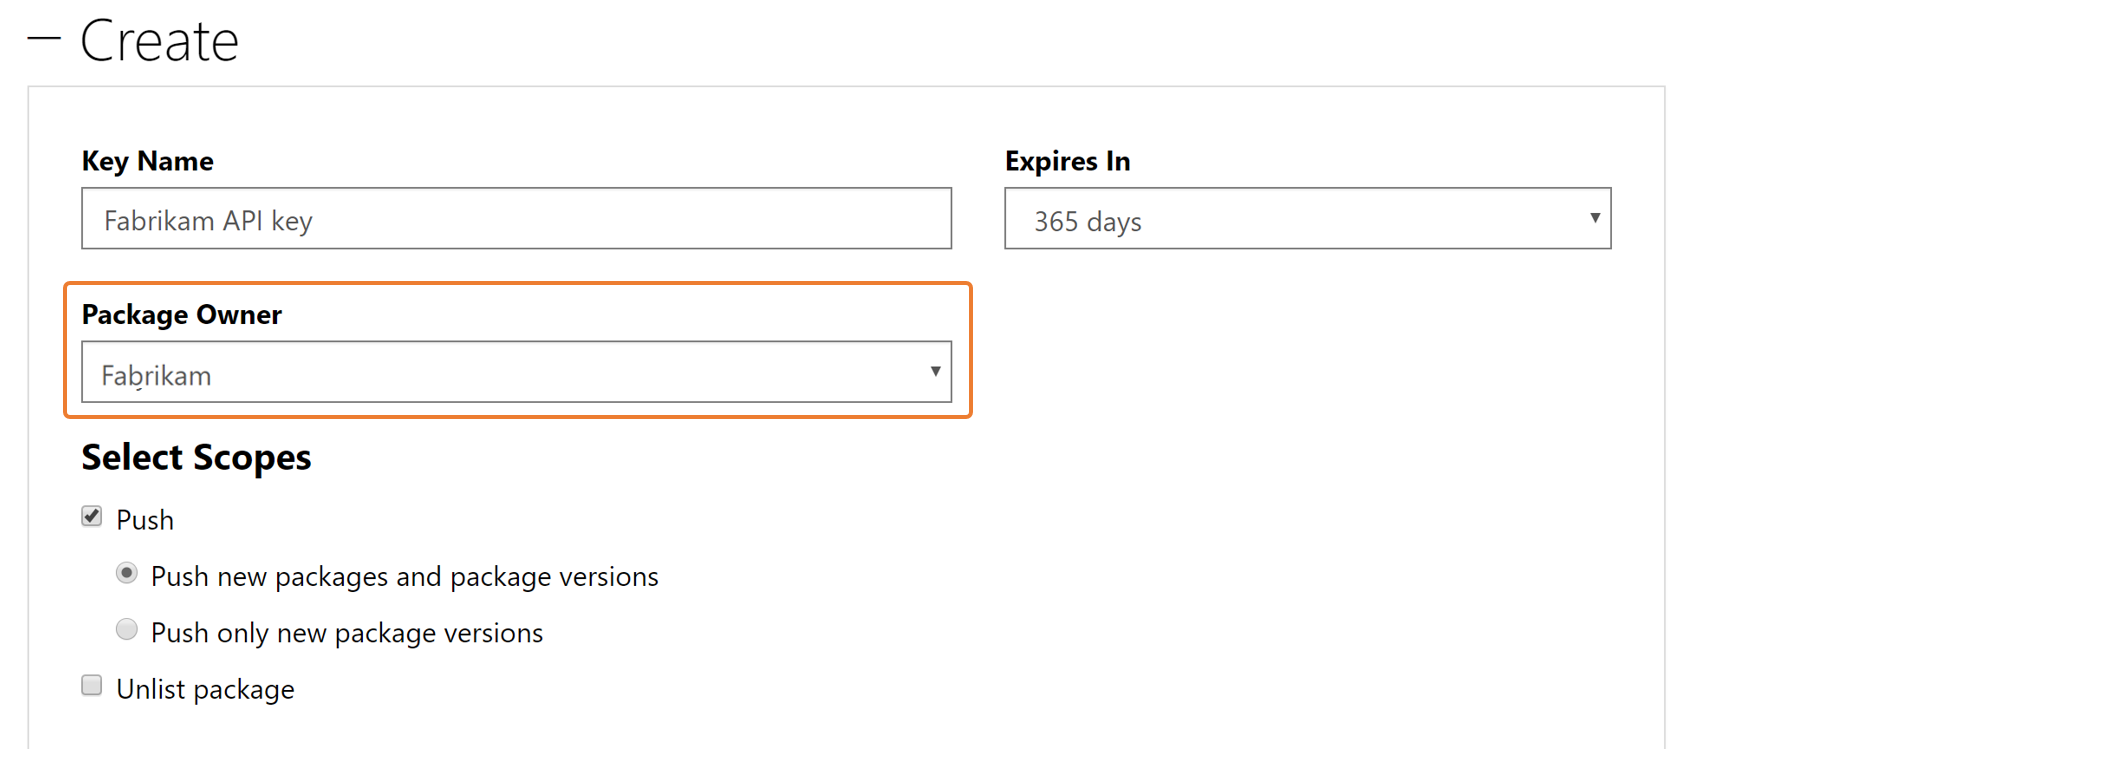 Create
Key Name
Expires In
Fabrikam API key
365 days
Package Owner
Fabrikam
Select Scopes
Push
Push new packages and package versions
Push only new package versions
Unlist package